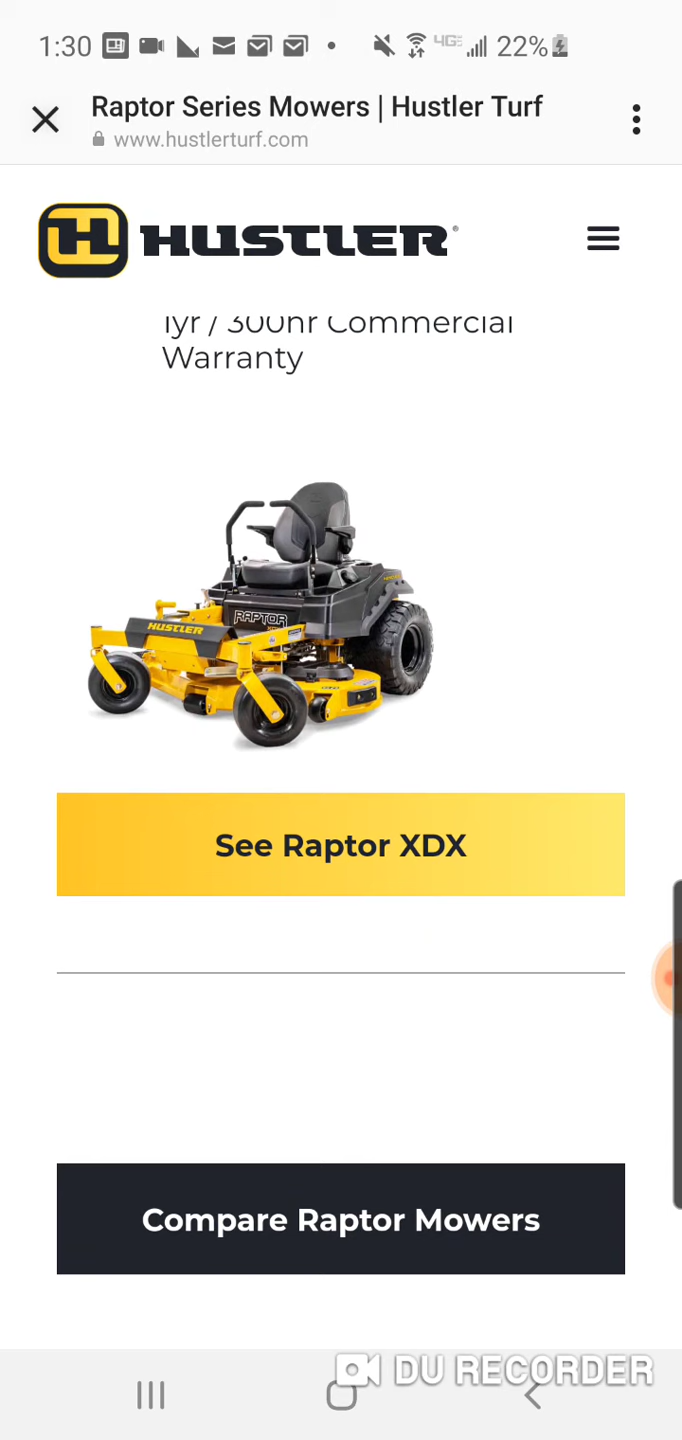 1:30 4G 22%
Raptor Series Mowers | Hustler Turf
www.hustlerturf.com
HUSTLER®
1yr / 300hr Commercial
Warranty
RAPTOR
HUSTLER
See Raptor XDX
Compare Raptor Mowers
DU RECORDER